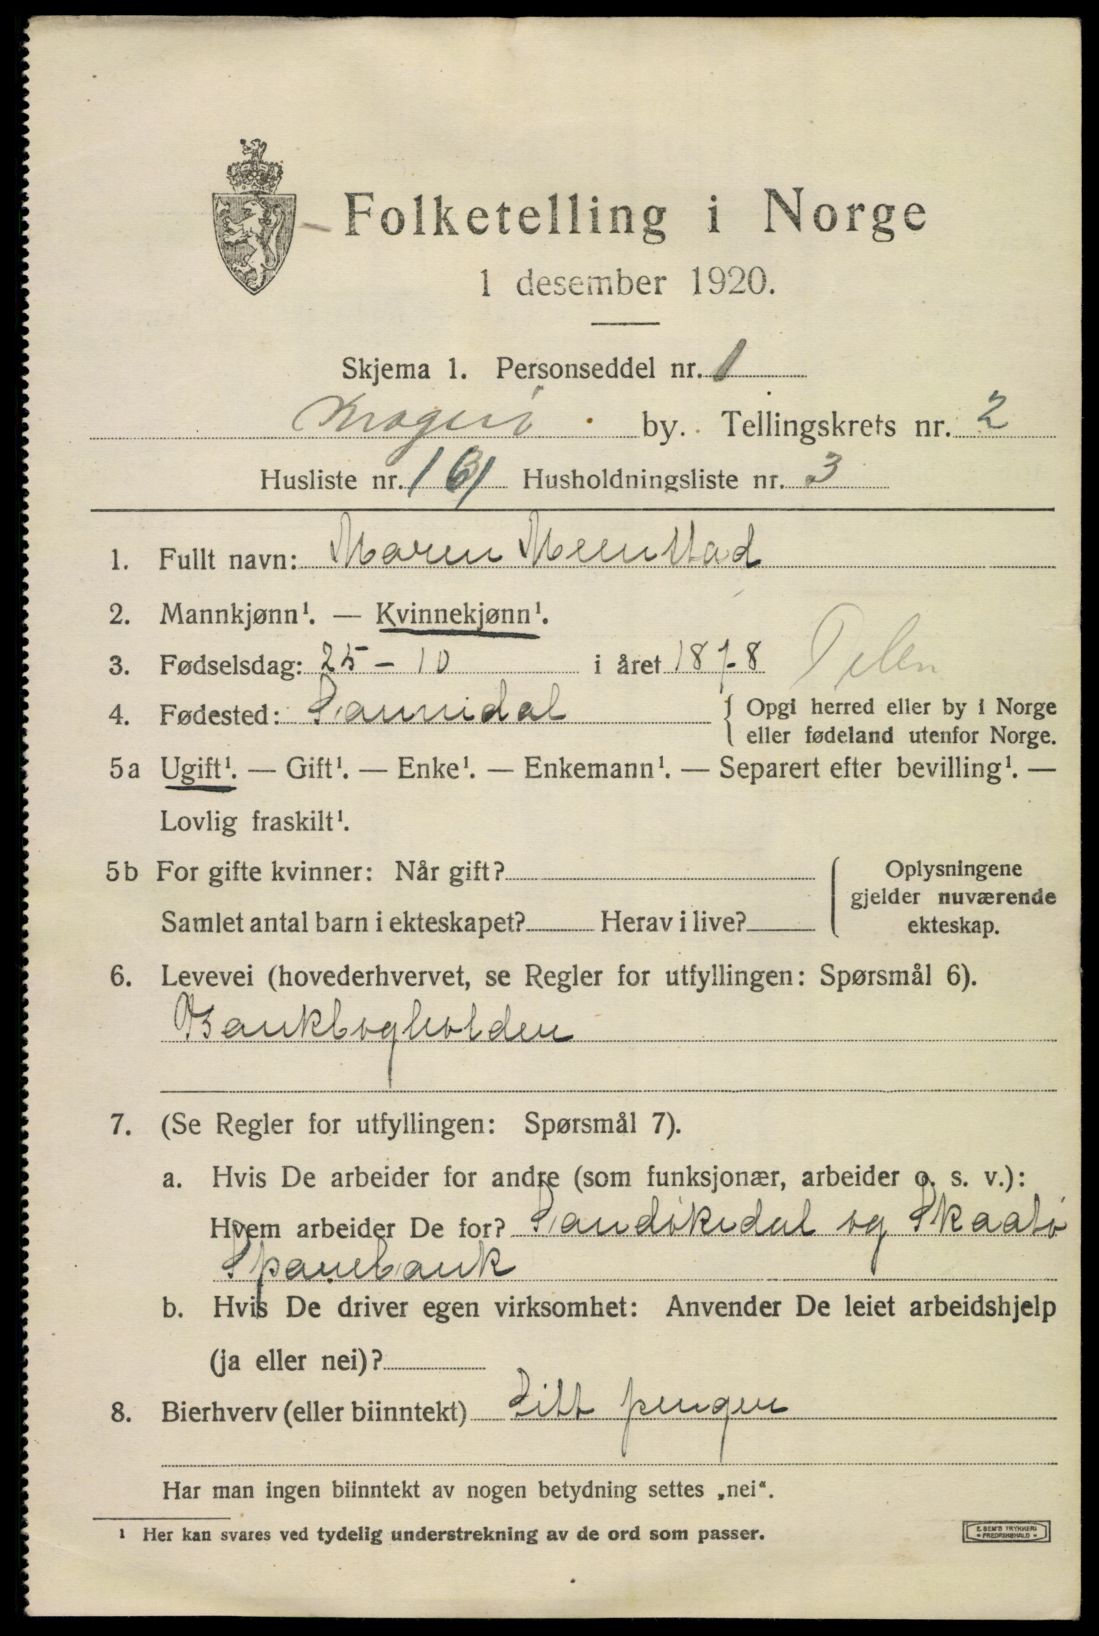 Folketelling i Norge
1 desember 1920.
Skjema 1. Personseddel nr. 1
Kragerø by. Tellingskrets nr. 2
Husliste nr. 161 Husholdningsliste nr. 3
1. Fullt navn: Maren Meenstad
2. Mannkjønn¹. — Kvinnekjønn¹.
3. Fødselsdag: 25 - 10 i året 1878
4. Fødested: Sannidal { Opgi herred eller by i Norge
eller fødeland utenfor Norge.
5a Ugift¹. — Gift¹. — Enke¹. — Enkemann¹. — Separert efter bevilling¹. —
Lovlig fraskilt¹.
5b For gifte kvinner: Når gift? { Oplysningene
gjelder nuværende
Samlet antal barn i ekteskapet? Herav i live? ekteskap.
6. Levevei (hovederhvervet, se Regler for utfyllingen: Spørsmål 6).
Bankbogholder
7. (Se Regler for utfyllingen: Spørsmål 7).
a. Hvis De arbeider for andre (som funksjonær, arbeider o. s. v.):
Hvem arbeider De for? Sandøkedal og Skaatø
Sparebank
b. Hvis De driver egen virksomhet: Anvender De leiet arbeidshjelp
(ja eller nei)?
8. Bierhverv (eller biinntekt) Litt penger
Har man ingen biinntekt av nogen betydning settes „nei“.
¹ Her kan svares ved tydelig understrekning av de ord som passer.
E. SEM'S TRYKKERI
FREDRIKSHALD